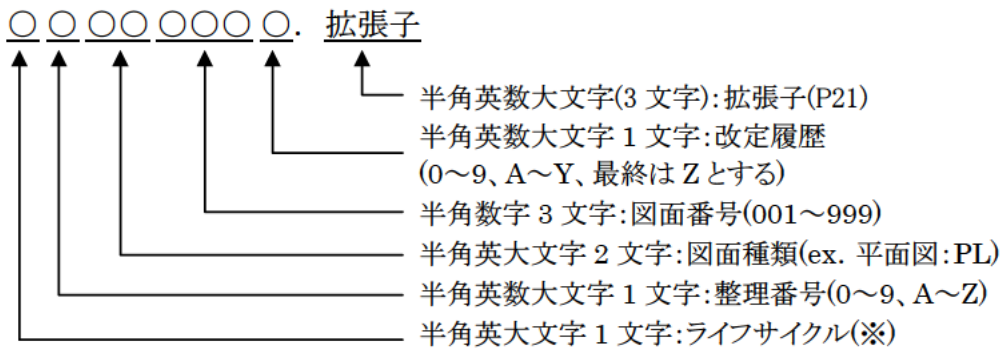 ○ ○ ○○ ○○○ ○. 拡張子
半角英数大文字(3 文字):拡張子(P21)
半角英数大文字 1 文字:改定履歴
(0～9、A～Y、最終は Z とする)
半角数字 3 文字:図面番号(001～999)
半角英大文字 2 文字:図面種類(ex. 平面図:PL)
半角英数大文字 1 文字:整理番号(0～9、A～Z)
半角英大文字 1 文字:ライフサイクル(※)